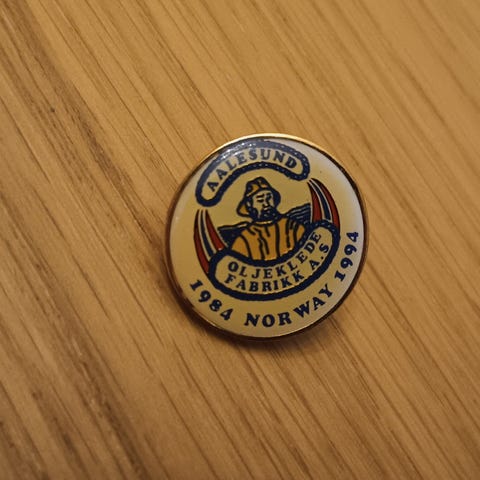 AALESUND
OLJEKLEDE
FABRIKK A.S
1984 NORWAY 1994